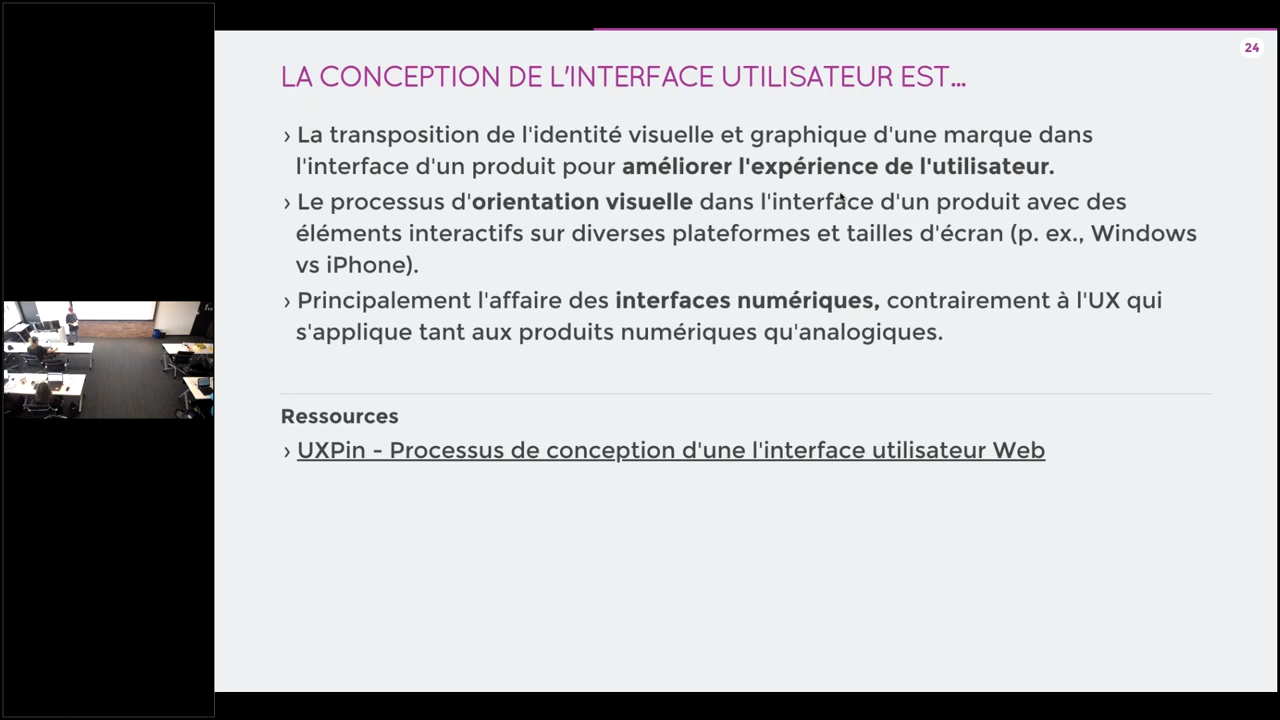 24
LA CONCEPTION DE L'INTERFACE UTILISATEUR EST...
› La transposition de l'identité visuelle et graphique d'une marque dans
l'interface d'un produit pour améliorer l'expérience de l'utilisateur.
› Le processus d'orientation visuelle dans l'interface d'un produit avec des
éléments interactifs sur diverses plateformes et tailles d'écran (p. ex., Windows
vs iPhone).
› Principalement l'affaire des interfaces numériques, contrairement à l'UX qui
s'applique tant aux produits numériques qu'analogiques.
Ressources
› UXPin - Processus de conception d'une l'interface utilisateur Web